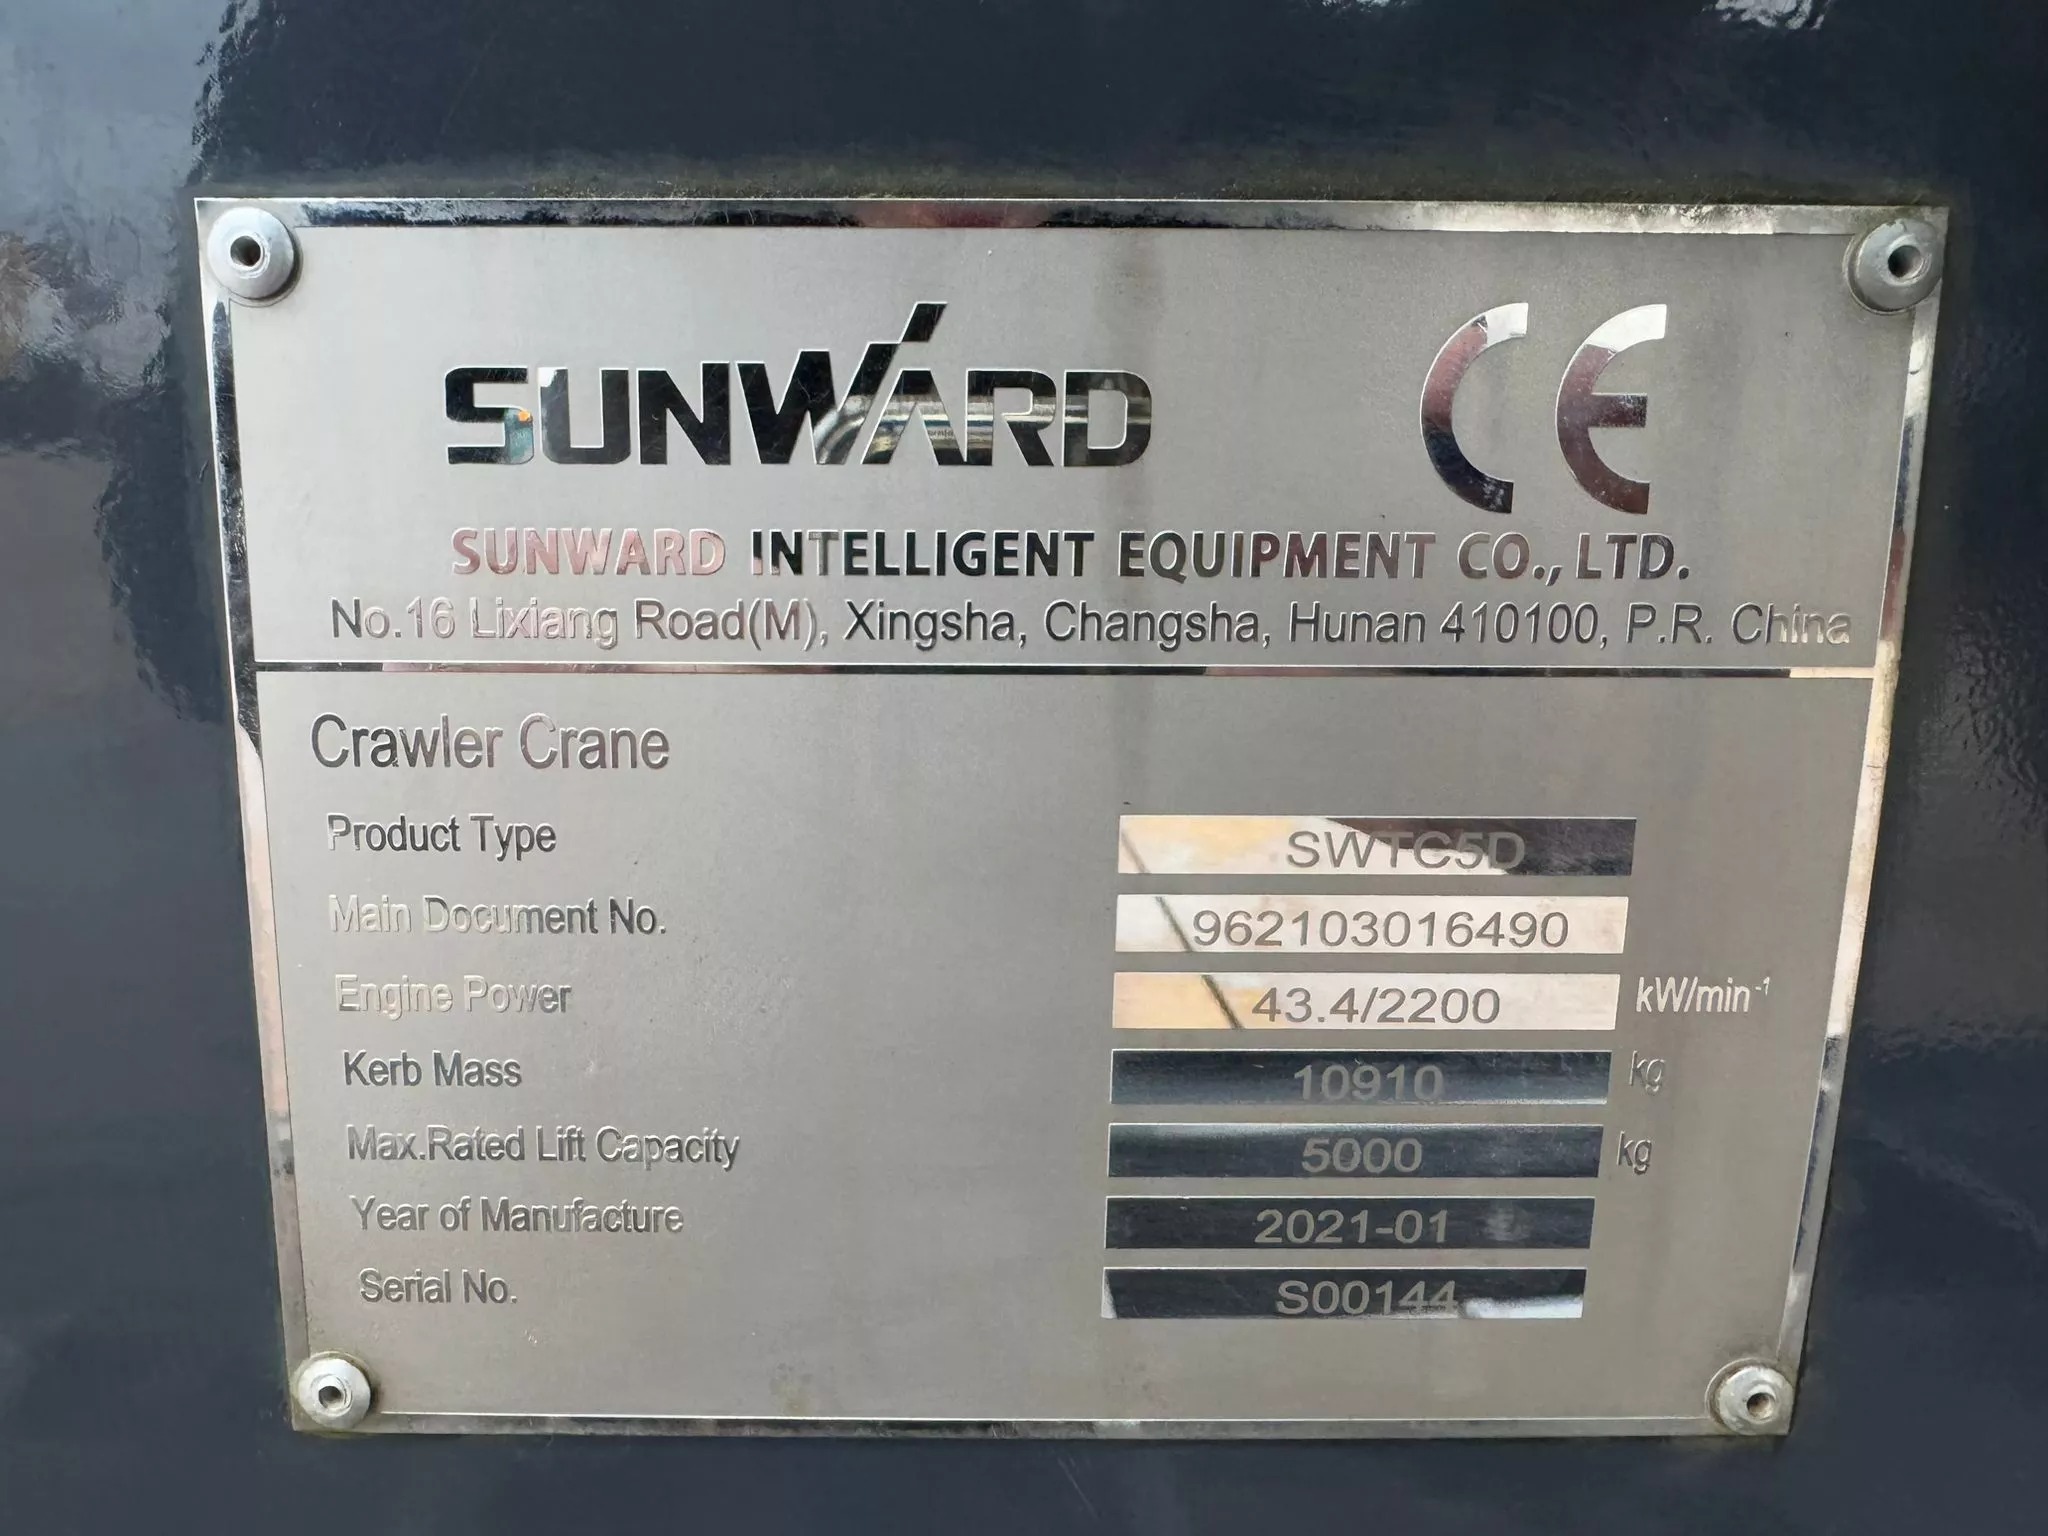 SUNWARD CE
SUNWARD INTELLIGENT EQUIPMENT CO., LTD.
No.16 Lixiang Road(M), Xingsha, Changsha, Hunan 410100, P.R. China
Crawler Crane
Product Type SWTC5D
Main Document No. 962103016490
Engine Power 43.4/2200 kW/min⁻¹
Kerb Mass 10910 kg
Max.Rated Lift Capacity 5000 kg
Year of Manufacture 2021-01
Serial No. S00144